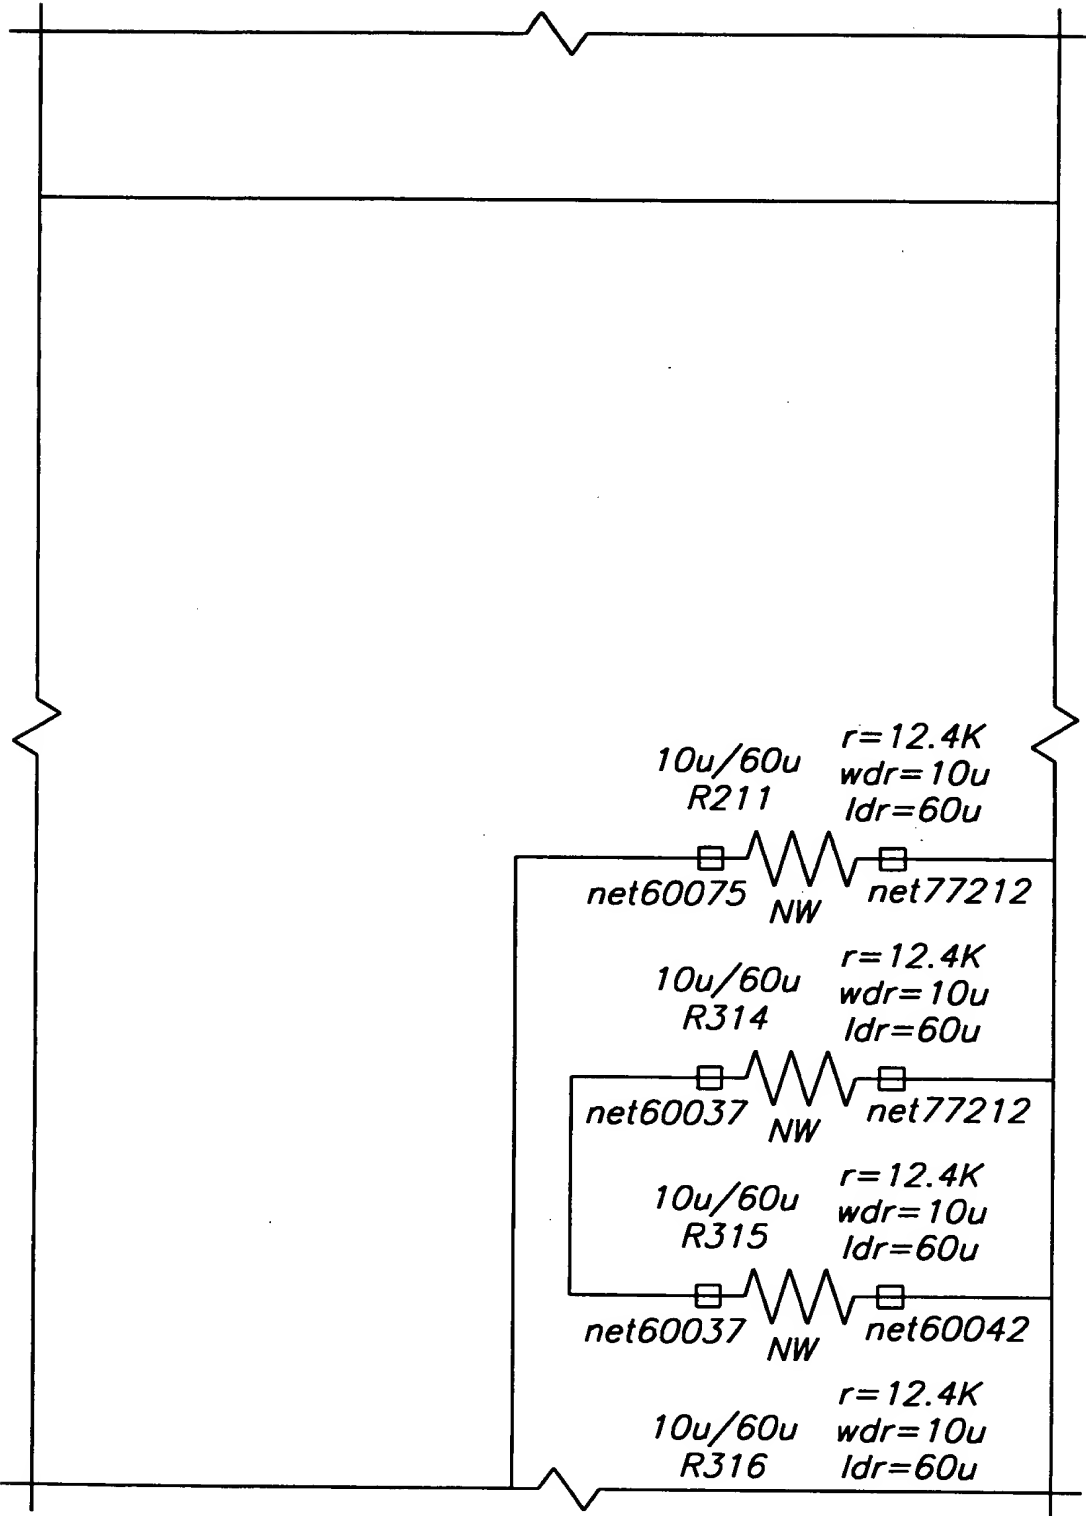 r=12.4K
10u/60u
wdr=10u
R211
ldr=60u
net60075
NW
net77212
r=12.4K
10u/60u
wdr=10u
R314
ldr=60u
net60037
NW
net77212
r=12.4K
10u/60u
wdr=10u
R315
ldr=60u
net60037
NW
net60042
r=12.4K
10u/60u
wdr=10u
R316
ldr=60u